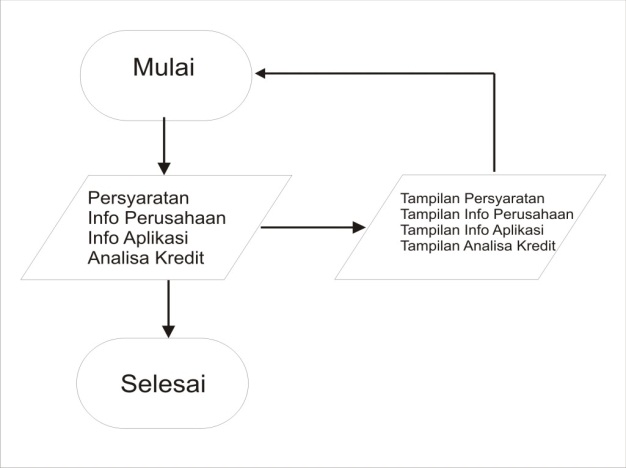 Mulai
Persyaratan
Info Perusahaan
Info Aplikasi
Analisa Kredit
Tampilan Persyaratan
Tampilan Info Perusahaan
Tampilan Info Aplikasi
Tampilan Analisa Kredit
Selesai